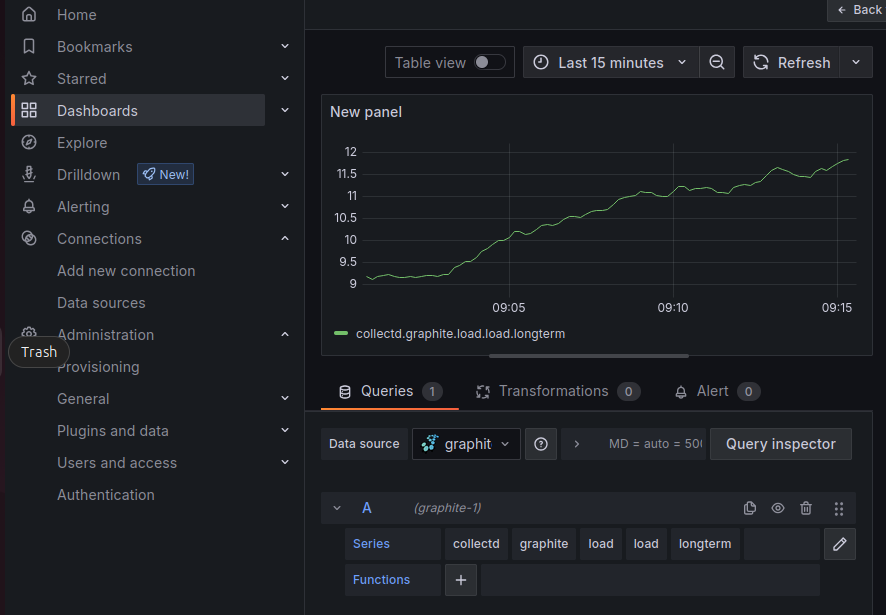 Home
Bookmarks
Starred
Dashboards
Explore
Drilldown New!
Alerting
Connections
Add new connection
Data sources
Administration
Trash
Provisioning
General
Plugins and data
Users and access
Authentication
Back
Table view Last 15 minutes Refresh
New panel
12
11.5
11
10.5
10
9.5
9
09:05 09:10 09:15
collectd.graphite.load.load.longterm
Queries 1 Transformations 0 Alert 0
Data source graphit MD = auto = 500 Query inspector
A (graphite-1)
Series collectd graphite load load longterm
Functions +